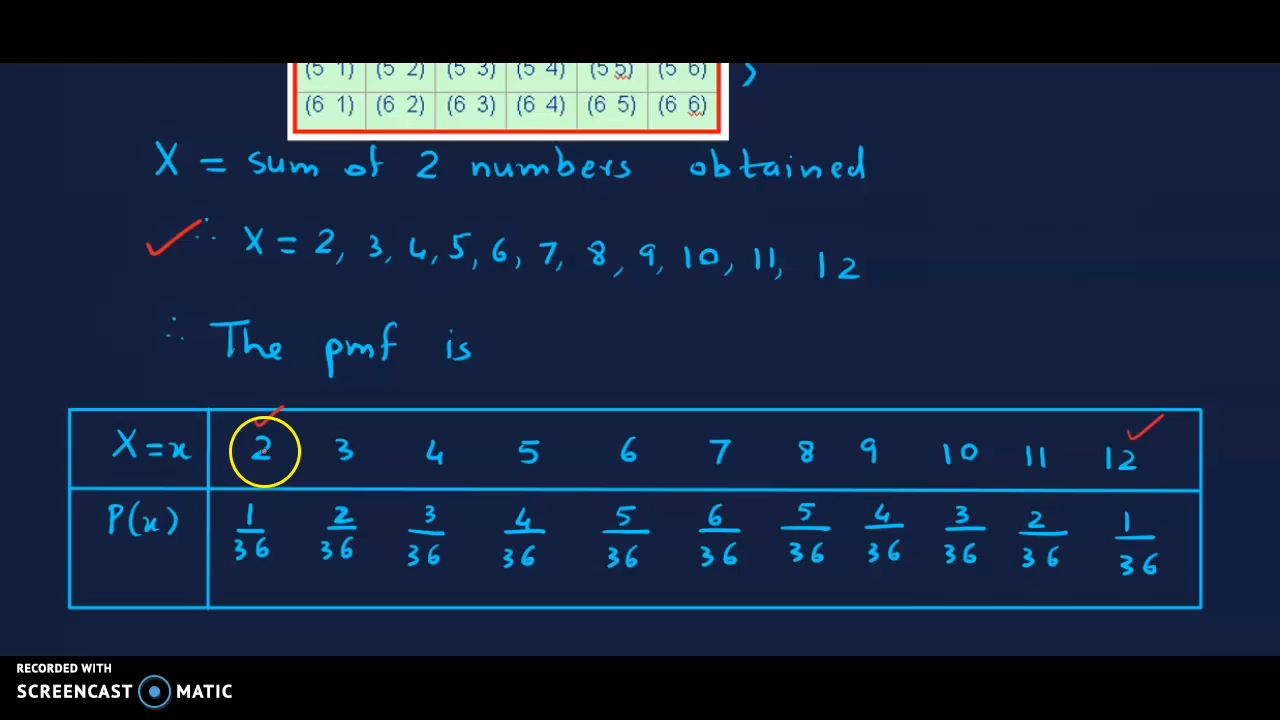 (5 1) (5 2) (5 3) (5 4) (5 5) (5 6) }
(6 1) (6 2) (6 3) (6 4) (6 5) (6 6)
X = sum of 2 numbers obtained
∴ X = 2, 3, 4, 5, 6, 7, 8, 9, 10, 11, 12
∴ The pmf is
X = x 2 3 4 5 6 7 8 9 10 11 12
P(x) 1/36 2/36 3/36 4/36 5/36 6/36 5/36 4/36 3/36 2/36 1/36
RECORDED WITH
SCREENCAST MATIC